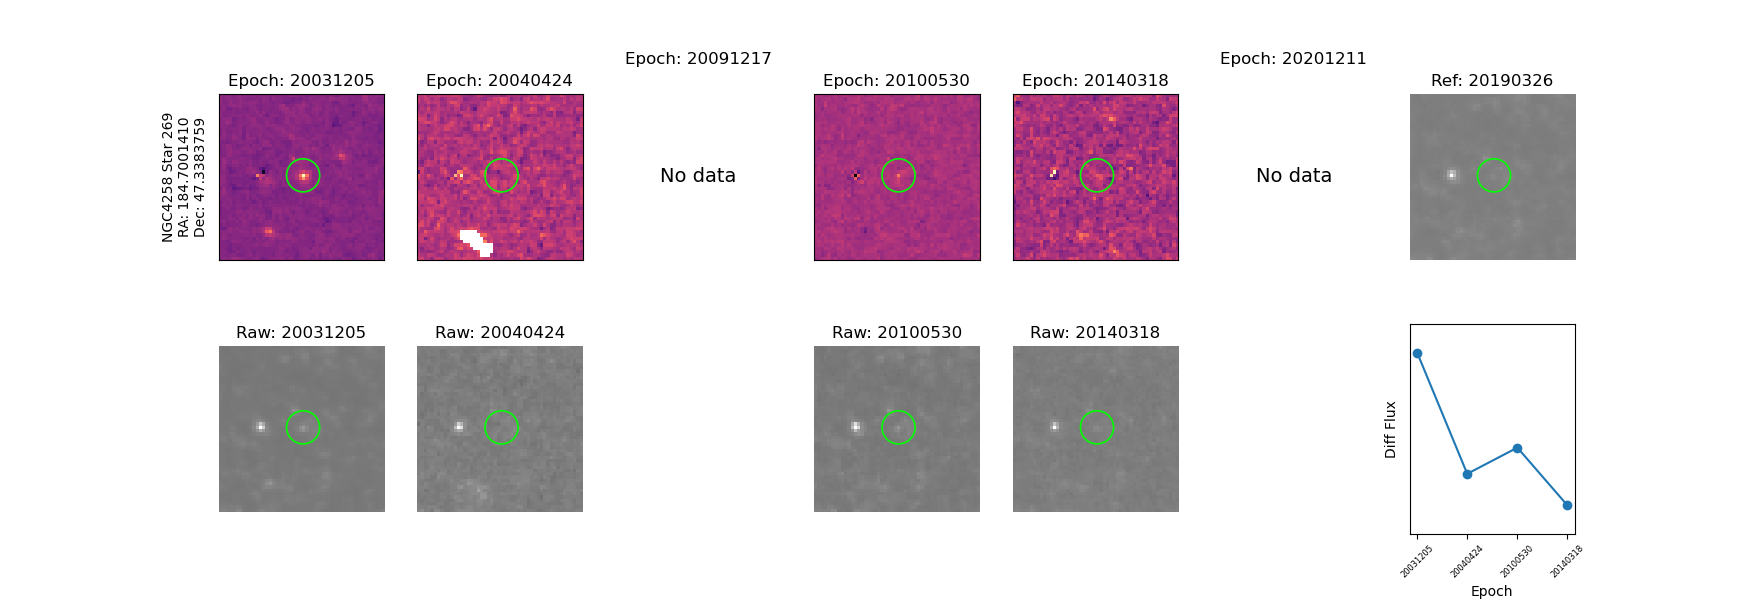 Epoch: 20091217
Epoch: 20201211
Epoch: 20031205
Epoch: 20040424
Epoch: 20100530
Epoch: 20140318
Ref: 20190326
NGC4258 Star 269
RA: 184.7001410
Dec: 47.3383759
No data
No data
Raw: 20031205
Raw: 20040424
Raw: 20100530
Raw: 20140318
Diff Flux
20031205
20040424
20100530
20140318
Epoch